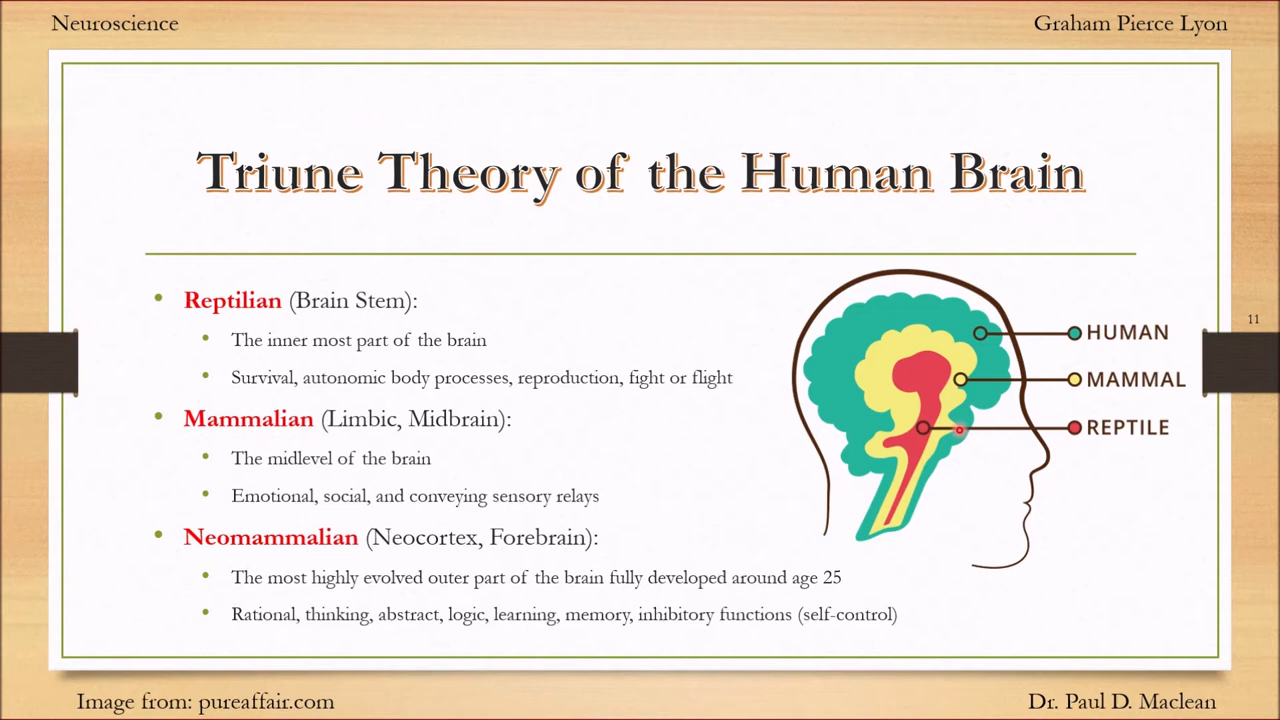 Neuroscience
Graham Pierce Lyon
Triune Theory of the Human Brain
11
• Reptilian (Brain Stem):
• The inner most part of the brain
• Survival, autonomic body processes, reproduction, fight or flight
• Mammalian (Limbic, Midbrain):
• The midlevel of the brain
• Emotional, social, and conveying sensory relays
• Neomammalian (Neocortex, Forebrain):
• The most highly evolved outer part of the brain fully developed around age 25
• Rational, thinking, abstract, logic, learning, memory, inhibitory functions (self-control)
HUMAN
MAMMAL
REPTILE
Image from: pureaffair.com
Dr. Paul D. Maclean